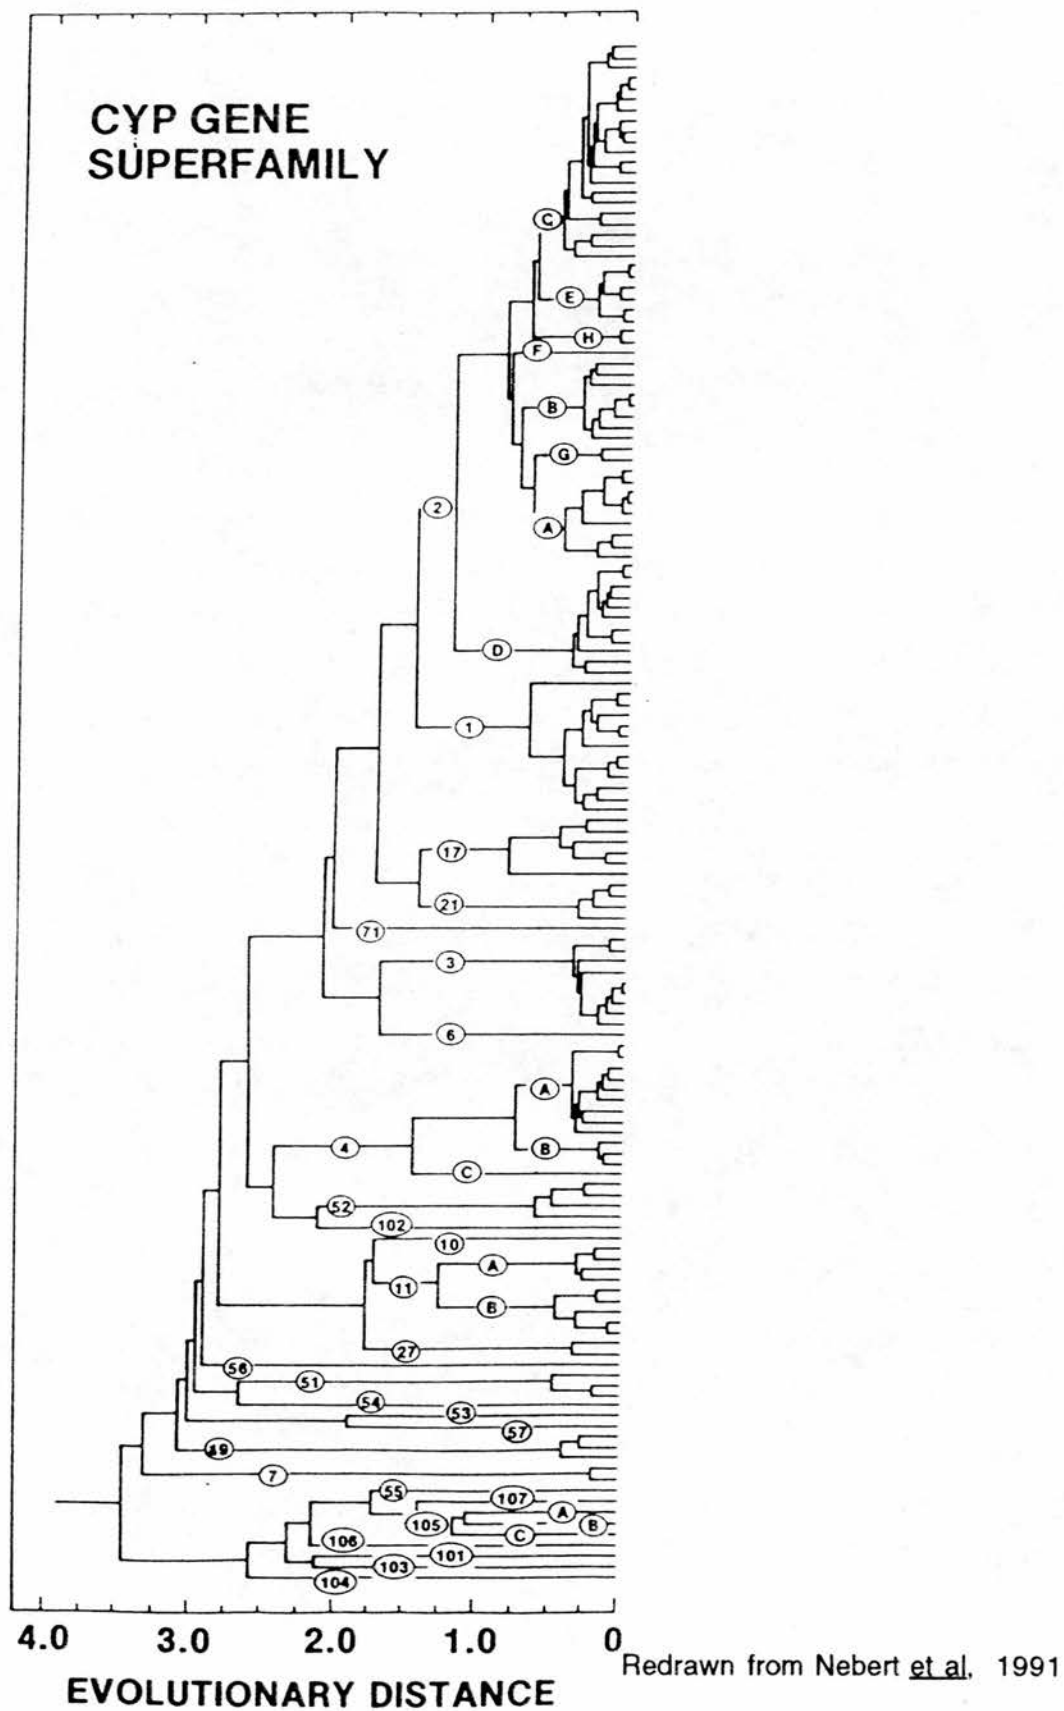 CYP GENE
SUPERFAMILY
C
E
H
F
B
G
2
A
D
1
17
21
71
3
6
A
4
B
C
52
102
10
A
11
B
27
56
51
54
53
57
19
7
55
107
A
105
B
C
106
101
103
104
4.0 3.0 2.0 1.0 0
EVOLUTIONARY DISTANCE
Redrawn from Nebert et al, 1991